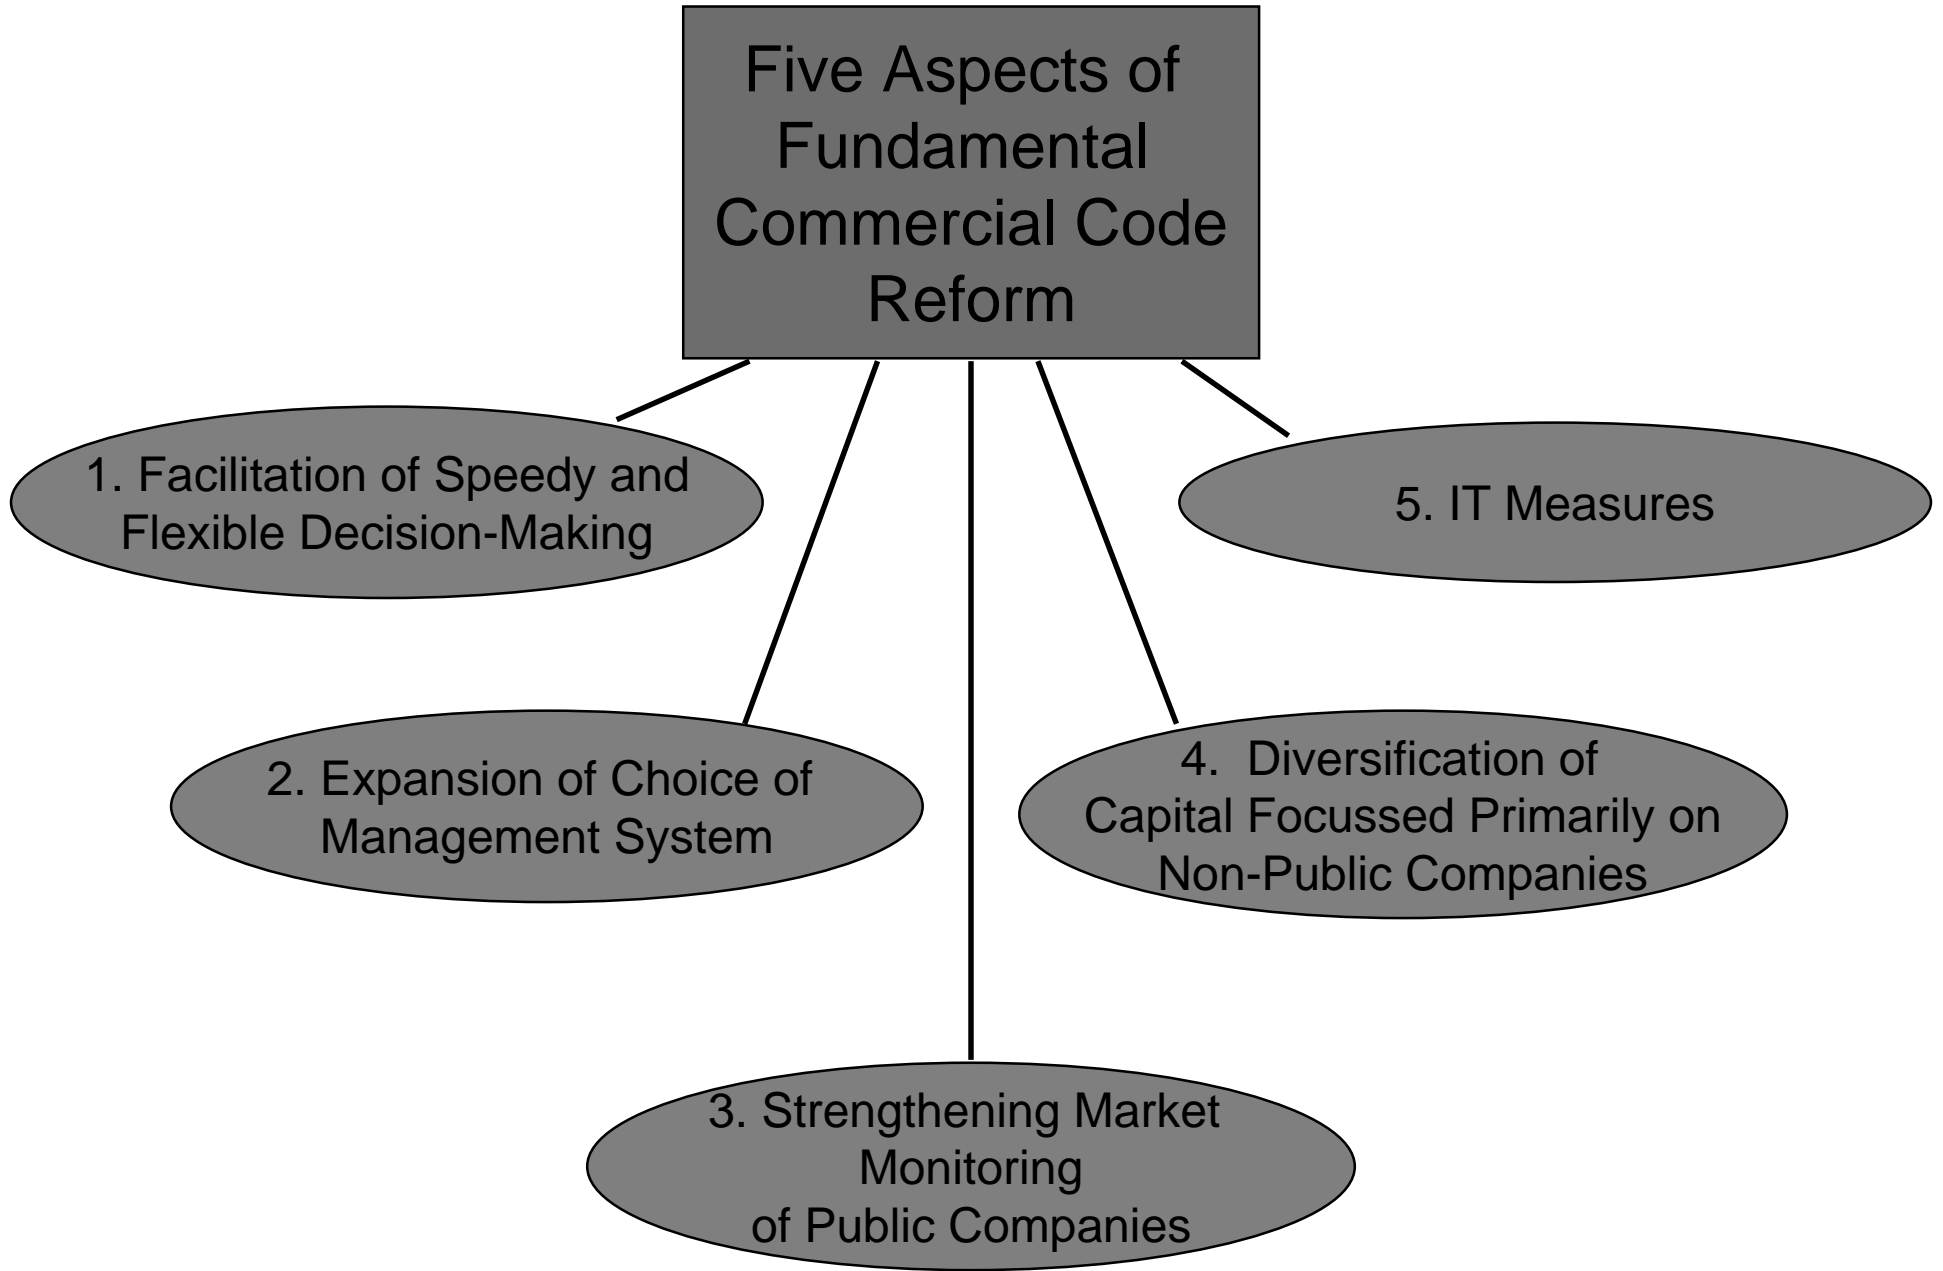 Five Aspects of
Fundamental
Commercial Code
Reform
1. Facilitation of Speedy and
Flexible Decision-Making
2. Expansion of Choice of
Management System
3. Strengthening Market
Monitoring
of Public Companies
4.  Diversification of
Capital Focussed Primarily on
Non-Public Companies
5. IT Measures